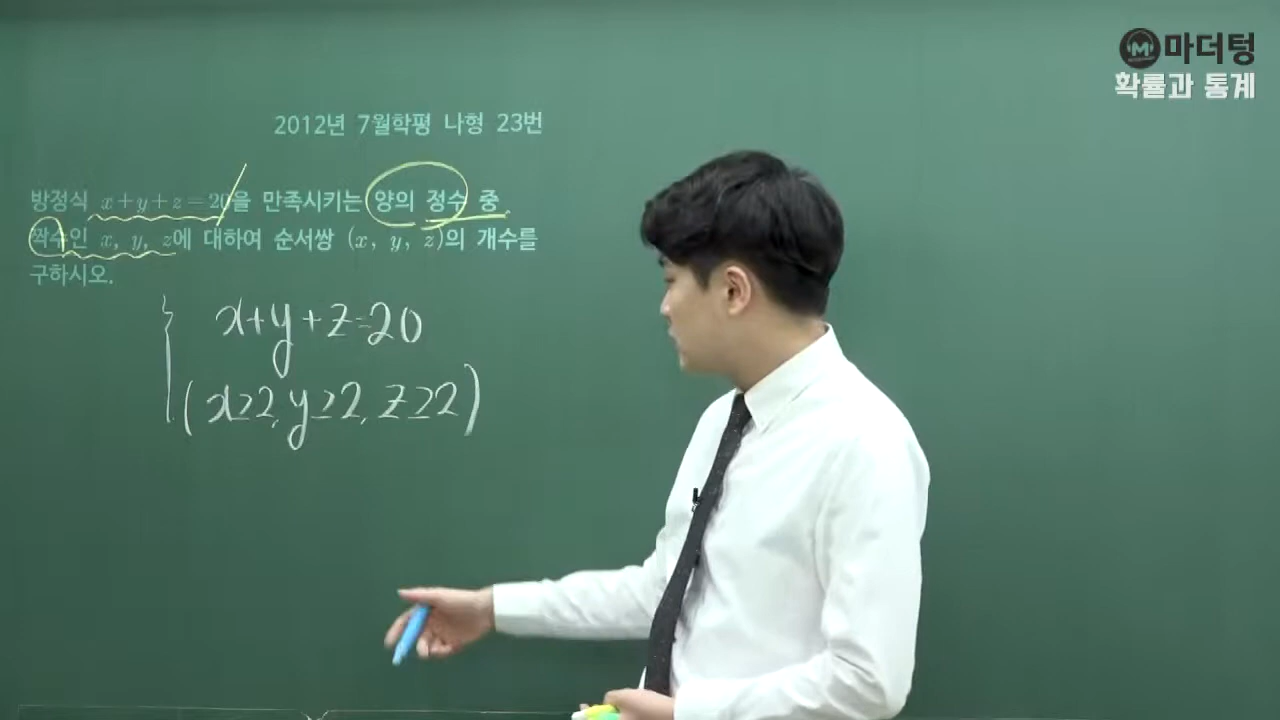 마더텅
확률과 통계
2012년 7월학평 나형 23번
방정식 x+y+z=20을 만족시키는 양의 정수 중
짝수인 x, y, z에 대하여 순서쌍 (x, y, z)의 개수를
구하시오.
x+y+z=20
(x≥2, y≥2, z≥2)